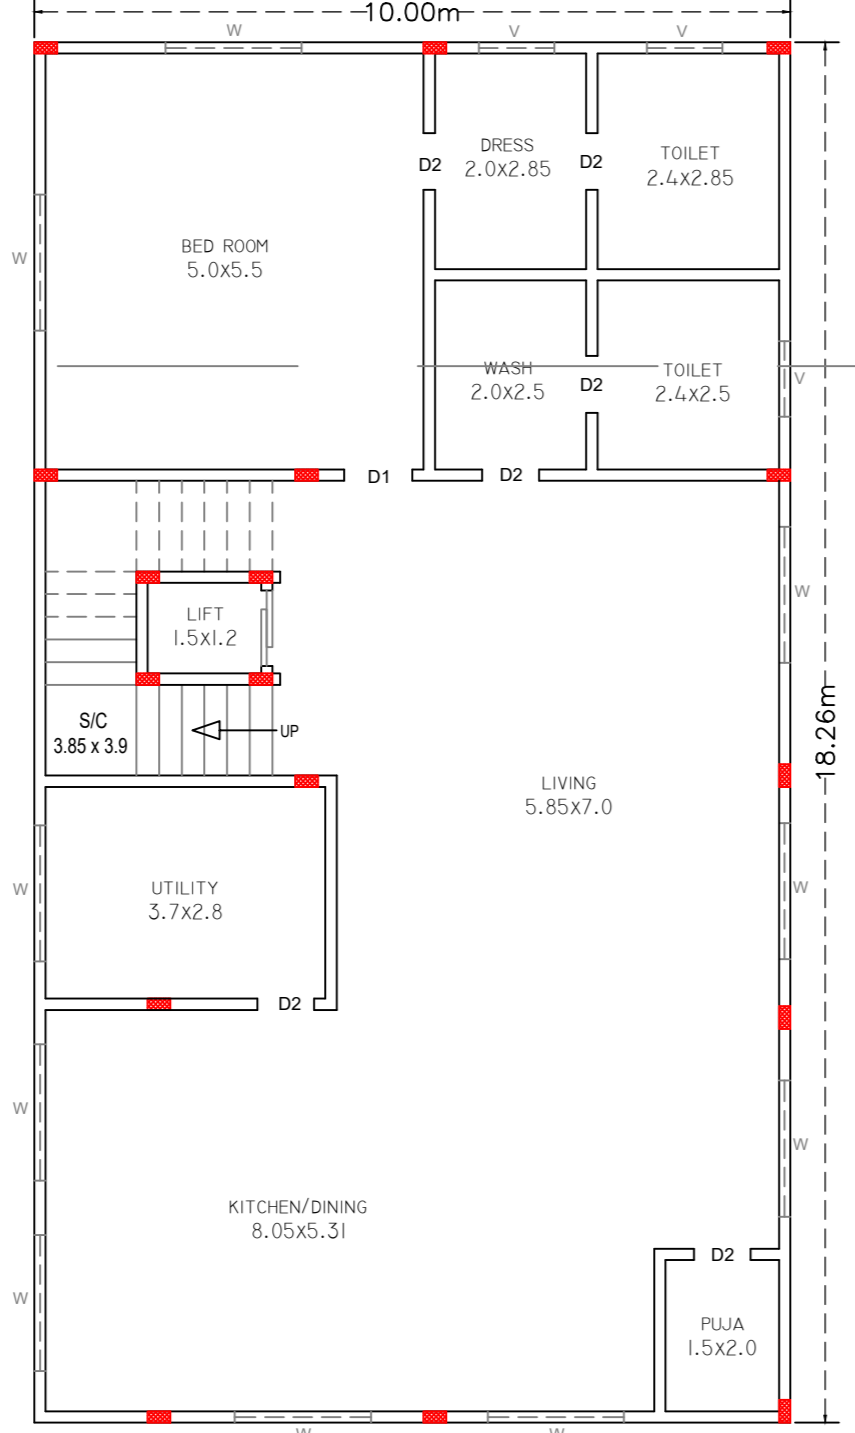 10.00m
W
V
V
DRESS
2.0X2.85
D2
D2
TOILET
2.4X2.85
BED ROOM
5.0X5.5
W
WASH
2.0X2.5
D2
TOILET
2.4X2.5
V
D1
D2
LIFT
1.5X1.2
W
S/C
3.85 x 3.9
UP
18.26m
LIVING
5.85X7.0
UTILITY
3.7X2.8
W
W
D2
W
W
KITCHEN/DINING
8.05X5.31
D2
W
PUJA
1.5X2.0
W
W